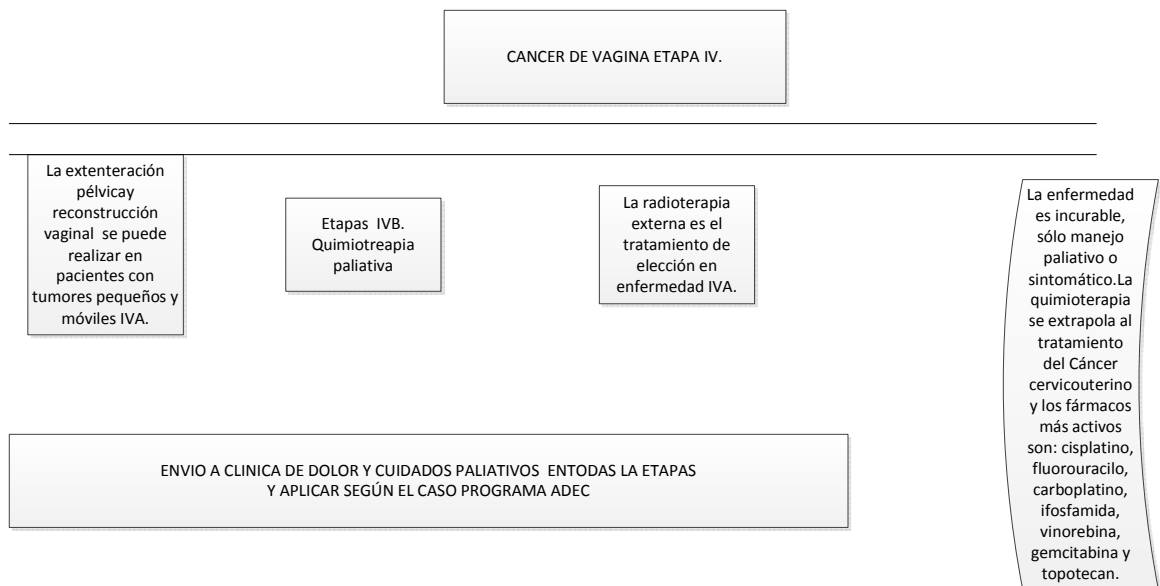 CANCER DE VAGINA ETAPA IV.
La extenteración
pélvicay
reconstrucción
vaginal se puede
realizar en
pacientes con
tumores pequeños y
móviles IVA.
Etapas IVB.
Quimiotreapia
paliativa
La radioterapia
externa es el
tratamiento de
elección en
enfermedad IVA.
La enfermedad
es incurable,
sólo manejo
paliativo o
sintomático.La
quimioterapia
se extrapola al
tratamiento
del Cáncer
cervicouterino
y los fármacos
más activos
son: cisplatino,
fluorouracilo,
carboplatino,
ifosfamida,
vinorebina,
gemcitabina y
topotecan.
ENVIO A CLINICA DE DOLOR Y CUIDADOS PALIATIVOS ENTODAS LA ETAPAS
Y APLICAR SEGÚN EL CASO PROGRAMA ADEC